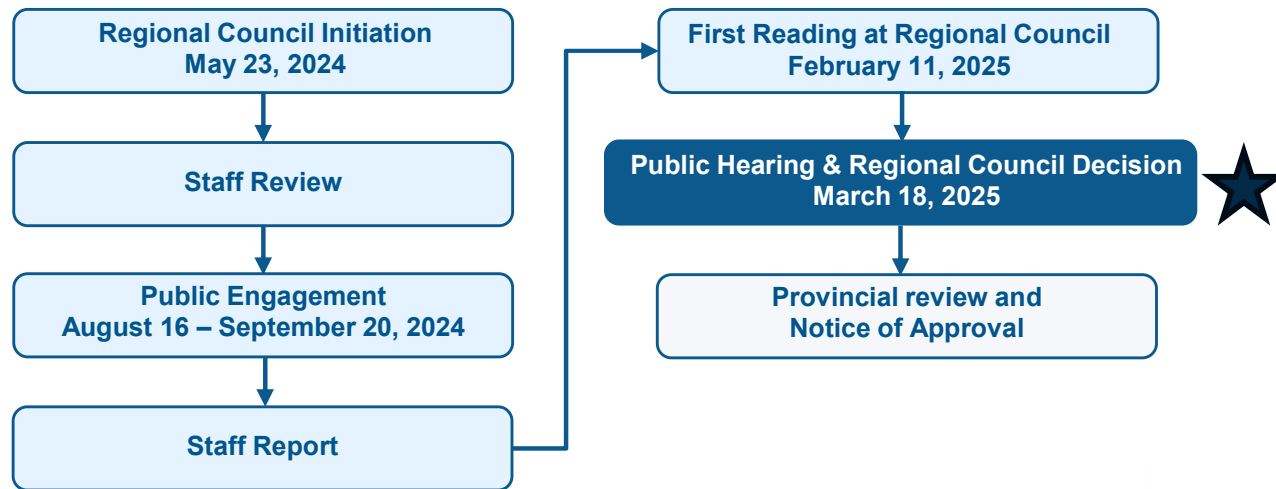 Regional Council Initiation
May 23, 2024
Staff Review
Public Engagement
August 16 – September 20, 2024
Staff Report
First Reading at Regional Council
February 11, 2025
Public Hearing & Regional Council Decision
March 18, 2025
Provincial review and
Notice of Approval